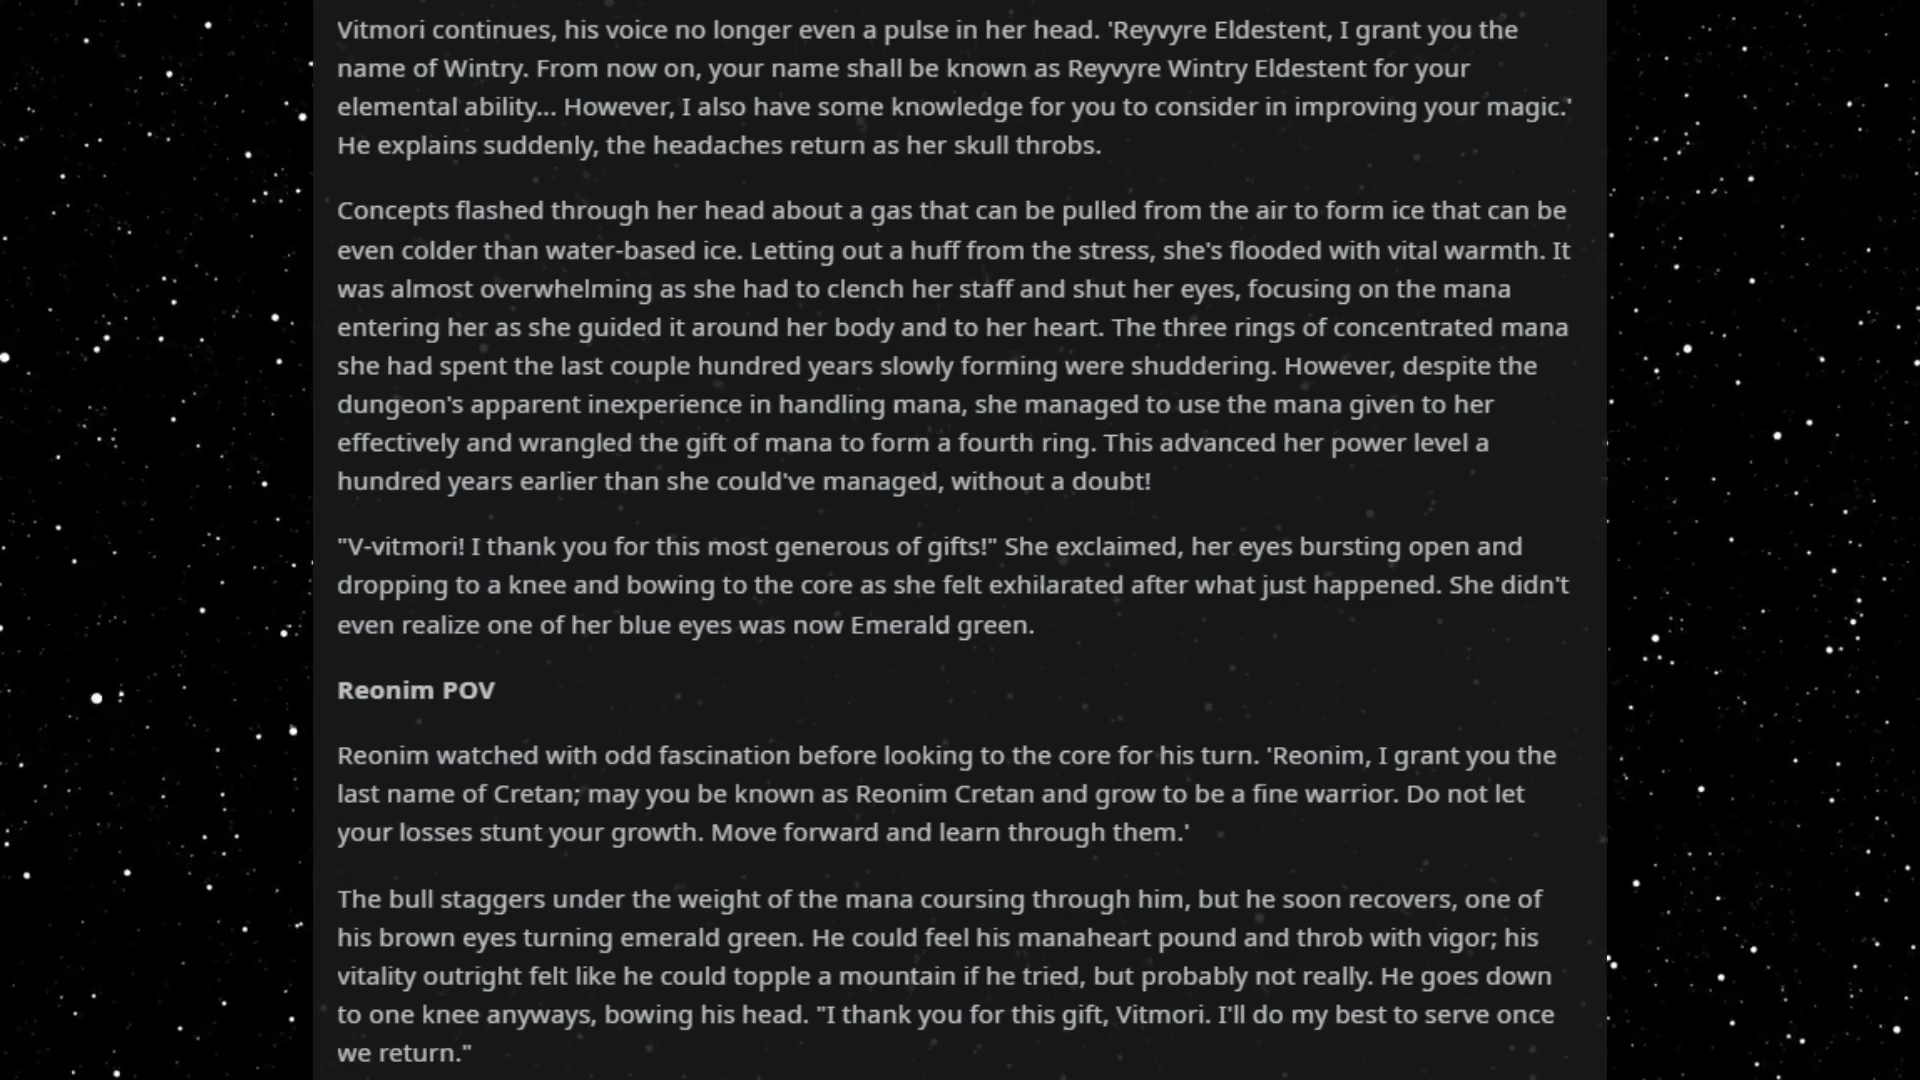 Vitmori continues, his voice no longer even a pulse in her head. 'Reyvyre Eldestent, I grant you the
name of Wintry. From now on, your name shall be known as Reyvyre Wintry Eldestent for your
elemental ability... However, I also have some knowledge for you to consider in improving your magic.'
He explains suddenly, the headaches return as her skull throbs.
Concepts flashed through her head about a gas that can be pulled from the air to form ice that can be
even colder than water-based ice. Letting out a huff from the stress, she's flooded with vital warmth. It
was almost overwhelming as she had to clench her staff and shut her eyes, focusing on the mana
entering her as she guided it around her body and to her heart. The three rings of concentrated mana
she had spent the last couple hundred years slowly forming were shuddering. However, despite the
dungeon's apparent inexperience in handling mana, she managed to use the mana given to her
effectively and wrangled the gift of mana to form a fourth ring. This advanced her power level a
hundred years earlier than she could've managed, without a doubt!
"V-vitmori! I thank you for this most generous of gifts!" She exclaimed, her eyes bursting open and
dropping to a knee and bowing to the core as she felt exhilarated after what just happened. She didn't
even realize one of her blue eyes was now Emerald green.
Reonim POV
Reonim watched with odd fascination before looking to the core for his turn. 'Reonim, I grant you the
last name of Cretan; may you be known as Reonim Cretan and grow to be a fine warrior. Do not let
your losses stunt your growth. Move forward and learn through them.'
The bull staggers under the weight of the mana coursing through him, but he soon recovers, one of
his brown eyes turning emerald green. He could feel his manaheart pound and throb with vigor; his
vitality outright felt like he could topple a mountain if he tried, but probably not really. He goes down
to one knee anyways, bowing his head. "I thank you for this gift, Vitmori. I'll do my best to serve once
we return."